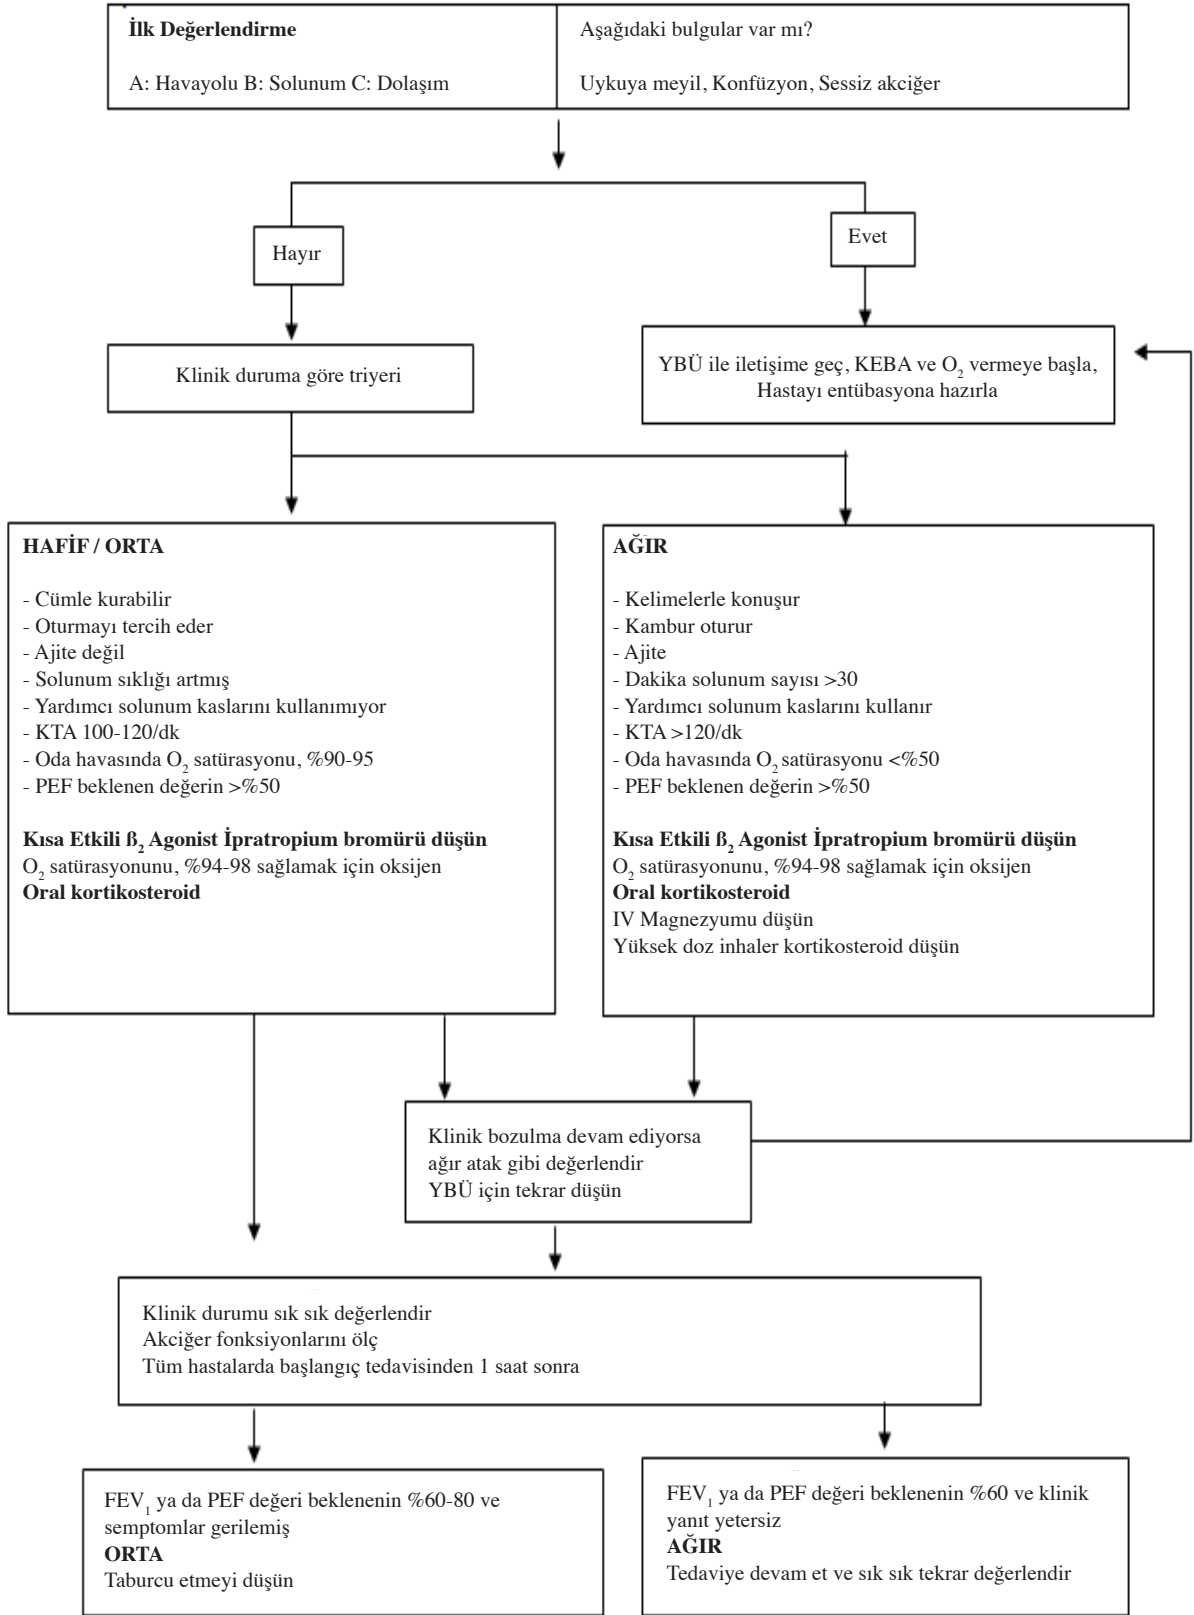 İlk Değerlendirme
A: Havayolu B: Solunum C: Dolaşım
Aşağıdaki bulgular var mı?
Uykuya meyil, Konfüzyon, Sessiz akciğer
Hayır
Evet
Klinik duruma göre triyeri
YBÜ ile iletişime geç, KEBA ve O₂ vermeye başla,
Hastayı entübasyona hazırla
HAFİF / ORTA
- Cümle kurabilir
- Oturmayı tercih eder
- Ajite değil
- Solunum sıklığı artmış
- Yardımcı solunum kaslarını kullanımıyor
- KTA 100-120/dk
- Oda havasında O₂ satürasyonu, %90-95
- PEF beklenen değerin >%50
Kısa Etkili ß₂ Agonist İpratropium bromürü düşün
O₂ satürasyonunu, %94-98 sağlamak için oksijen
Oral kortikosteroid
AĞIR
- Kelimelerle konuşur
- Kambur oturur
- Ajite
- Dakika solunum sayısı >30
- Yardımcı solunum kaslarını kullanır
- KTA >120/dk
- Oda havasında O₂ satürasyonu <%50
- PEF beklenen değerin >%50
Kısa Etkili ß₂ Agonist İpratropium bromürü düşün
O₂ satürasyonunu, %94-98 sağlamak için oksijen
Oral kortikosteroid
IV Magnezyumu düşün
Yüksek doz inhaler kortikosteroid düşün
Klinik bozulma devam ediyorsa
ağır atak gibi değerlendir
YBÜ için tekrar düşün
Klinik durumu sık sık değerlendir
Akciğer fonksiyonlarını ölç
Tüm hastalarda başlangıç tedavisinden 1 saat sonra
FEV₁ ya da PEF değeri beklenenin %60-80 ve
semptomlar gerilemiş
ORTA
Taburcu etmeyi düşün
FEV₁ ya da PEF değeri beklenenin %60 ve klinik
yanıt yetersiz
AĞIR
Tedaviye devam et ve sık sık tekrar değerlendir